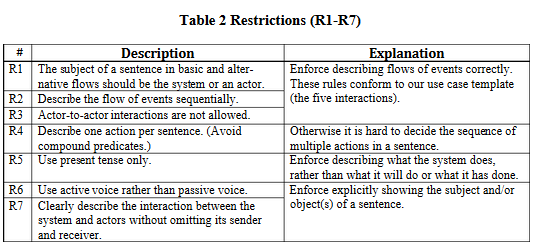 Table 2 Restrictions (R1-R7)
# Description Explanation
R1 The subject of a sentence in basic and alter-
native flows should be the system or an actor.
Enforce describing flows of events correctly.
These rules conform to our use case template
(the five interactions).
R2 Describe the flow of events sequentially.
R3 Actor-to-actor interactions are not allowed.
R4 Describe one action per sentence. (Avoid
compound predicates.)
Otherwise it is hard to decide the sequence of
multiple actions in a sentence.
R5 Use present tense only.
Enforce describing what the system does,
rather than what it will do or what it has done.
R6 Use active voice rather than passive voice.
Enforce explicitly showing the subject and/or
object(s) of a sentence.
R7 Clearly describe the interaction between the
system and actors without omitting its sender
and receiver.